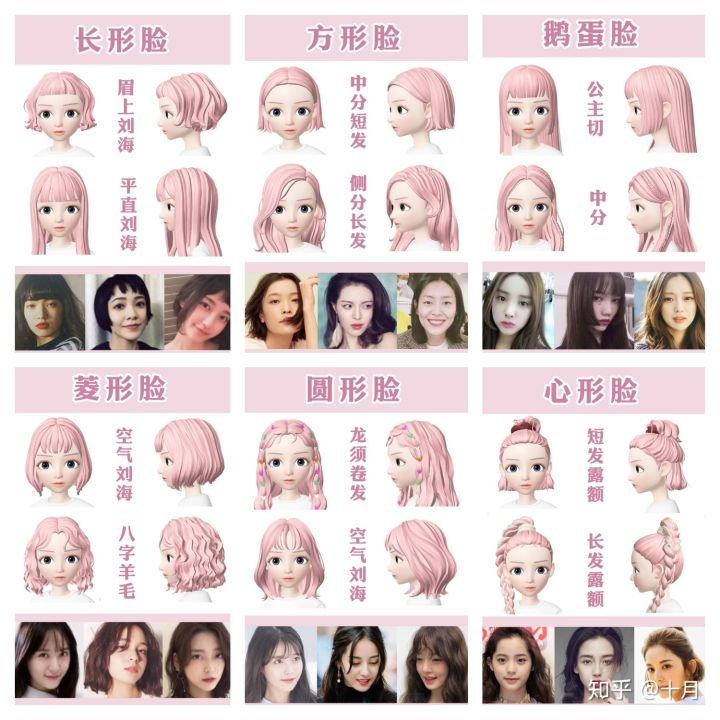 长形脸
眉上刘海
平直刘海
方形脸
中分短发
侧分长发
鹅蛋脸
公主切
中分
菱形脸
空气刘海
八字羊毛
圆形脸
龙须卷发
空气刘海
心形脸
短发露额
长发露额
知乎 @十月